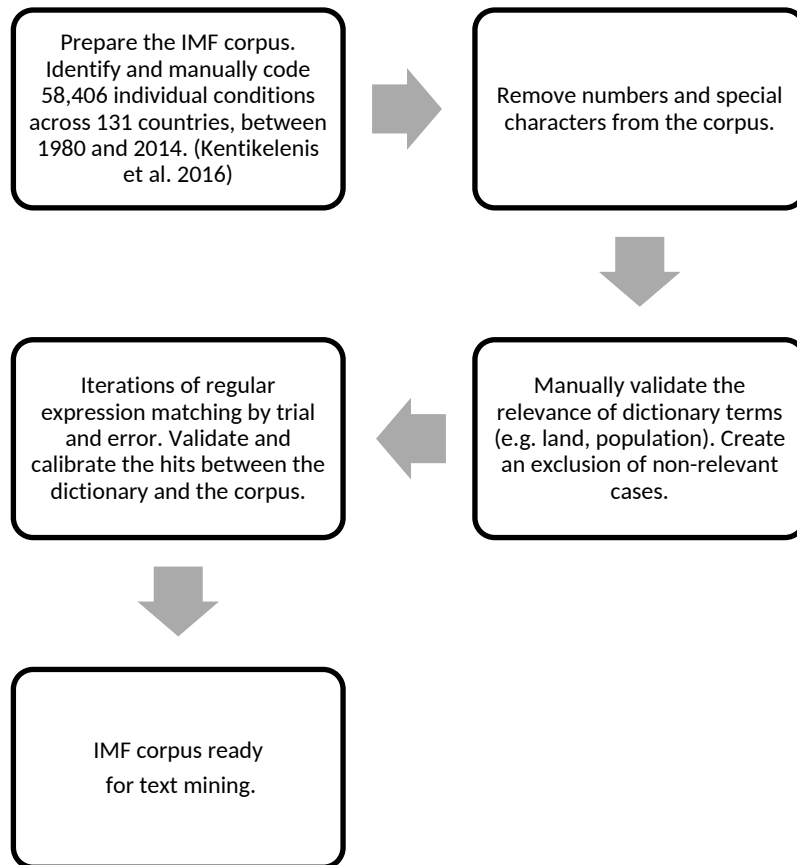 Prepare the IMF corpus.
Identify and manually code
58,406 individual conditions
across 131 countries, between
1980 and 2014. (Kentikelenis
et al. 2016)
Remove numbers and special
characters from the corpus.
Manually validate the
relevance of dictionary terms
(e.g. land, population). Create
an exclusion of non-relevant
cases.
Iterations of regular
expression matching by trial
and error. Validate and
calibrate the hits between the
dictionary and the corpus.
IMF corpus ready
for text mining.